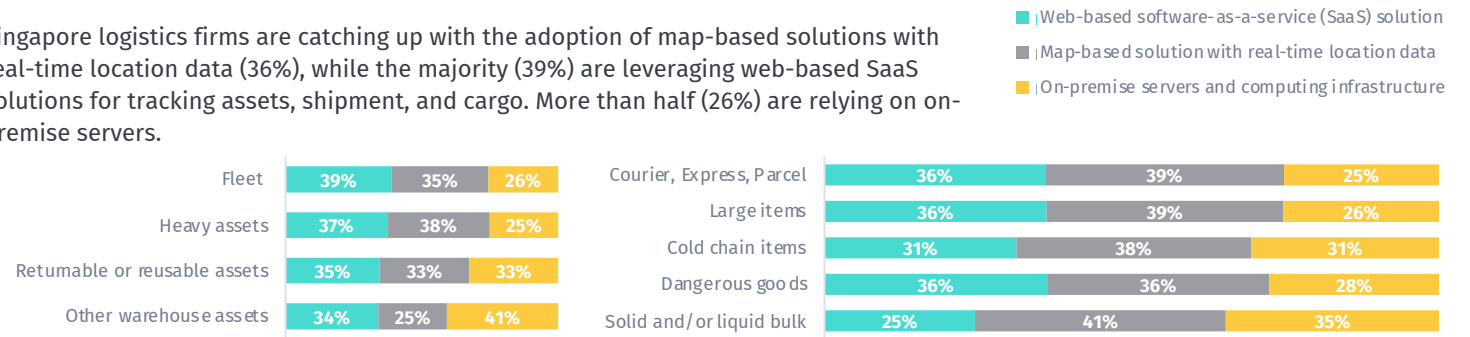 ingapore logistics firms are catching up with the adoption of map-based solutions with
eal-time location data (36%), while the majority (39%) are leveraging web-based SaaS
olutions for tracking assets, shipment, and cargo. More than half (26%) are relying on on-
remise servers.
Web-based software-as-a-service (SaaS) solution
Map-based solution with real-time location data
On-premise servers and computing infrastructure
Fleet 39% 35% 26%
Heavy assets 37% 38% 25%
Returnable or reusable assets 35% 33% 33%
Other warehouse assets 34% 25% 41%
Courier, Express, Parcel 36% 39% 25%
Large items 36% 39% 26%
Cold chain items 31% 38% 31%
Dangerous goods 36% 36% 28%
Solid and/or liquid bulk 25% 41% 35%